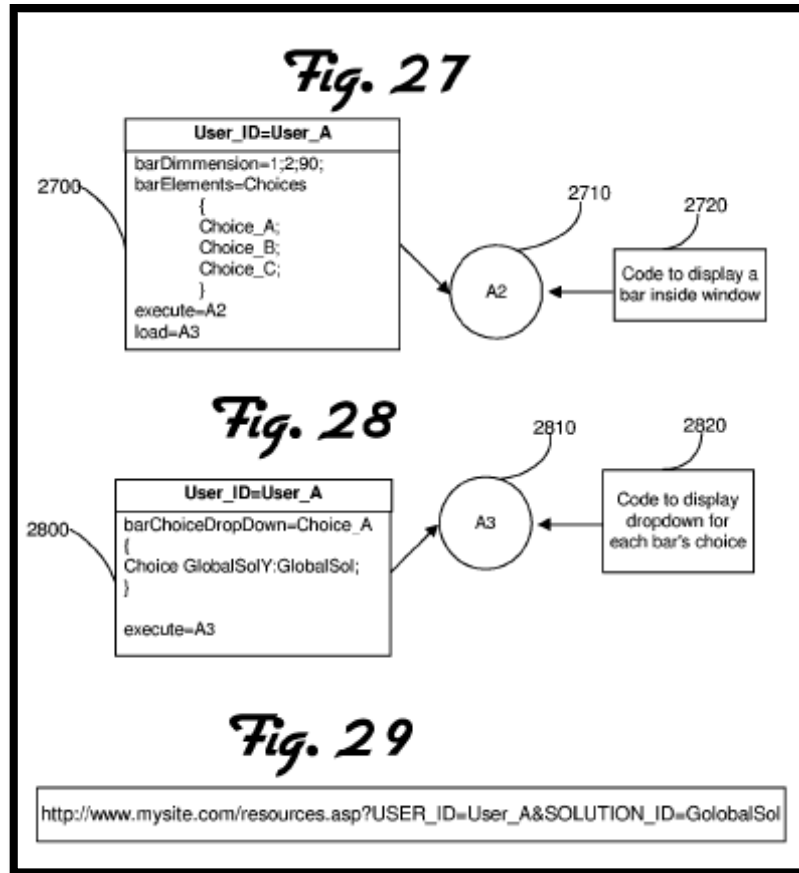 Fig. 27
User_ID=User_A
2700
barDimmension=1;2;90;
barElements=Choices
{
Choice_A;
Choice_B;
Choice_C;
}
execute=A2
load=A3
2710
A2
2720
Code to display a
bar inside window
Fig. 28
User_ID=User_A
2800
barChoiceDropDown=Choice_A
{
Choice GlobalSolY:GlobalSol;
}
execute=A3
2810
A3
2820
Code to display
dropdown for
each bar's choice
Fig. 29
http://www.mysite.com/resources.asp?USER_ID=User_A&SOLUTION_ID=GolobalSol